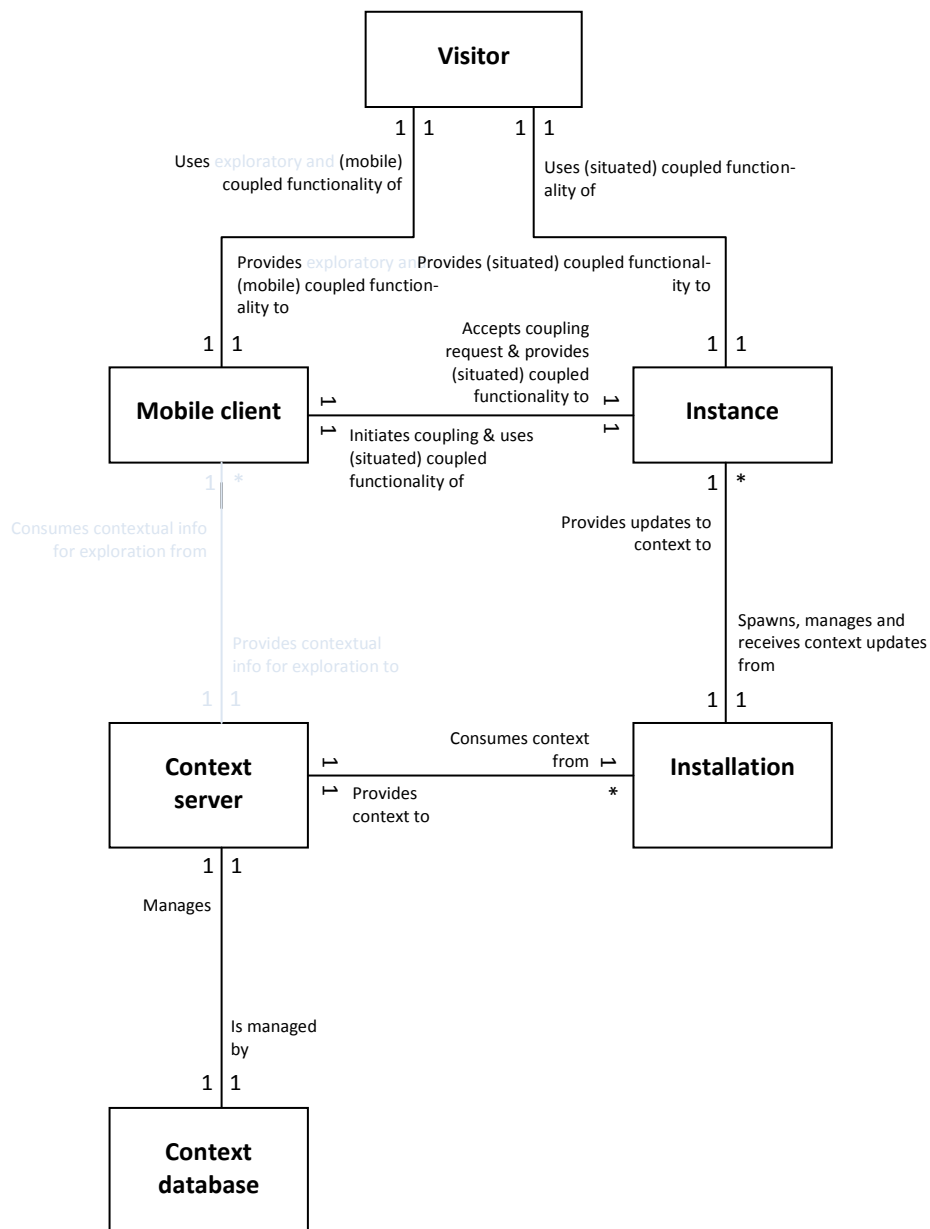 Visitor
1 1
1 1
Uses exploratory and (mobile)
coupled functionality of
Uses (situated) coupled function-
ality of
Provides exploratory an
(mobile) coupled function-
ality to
Provides (situated) coupled functional-
ity to
1 1
1 1
Accepts coupling
request & provides
(situated) coupled
functionality to
Mobile client
1
1
1
1
Instance
Initiates coupling & uses
(situated) coupled
functionality of
1 *
1 *
Consumes contextual info
for exploration from
Provides updates to
context to
Provides contextual
info for exploration to
Spawns, manages and
receives context updates
from
1 1
1 1
Context
server
1
1
Consumes context
from
1
*
Provides
context to
Installation
1 1
Manages
Is managed
by
1 1
Context
database